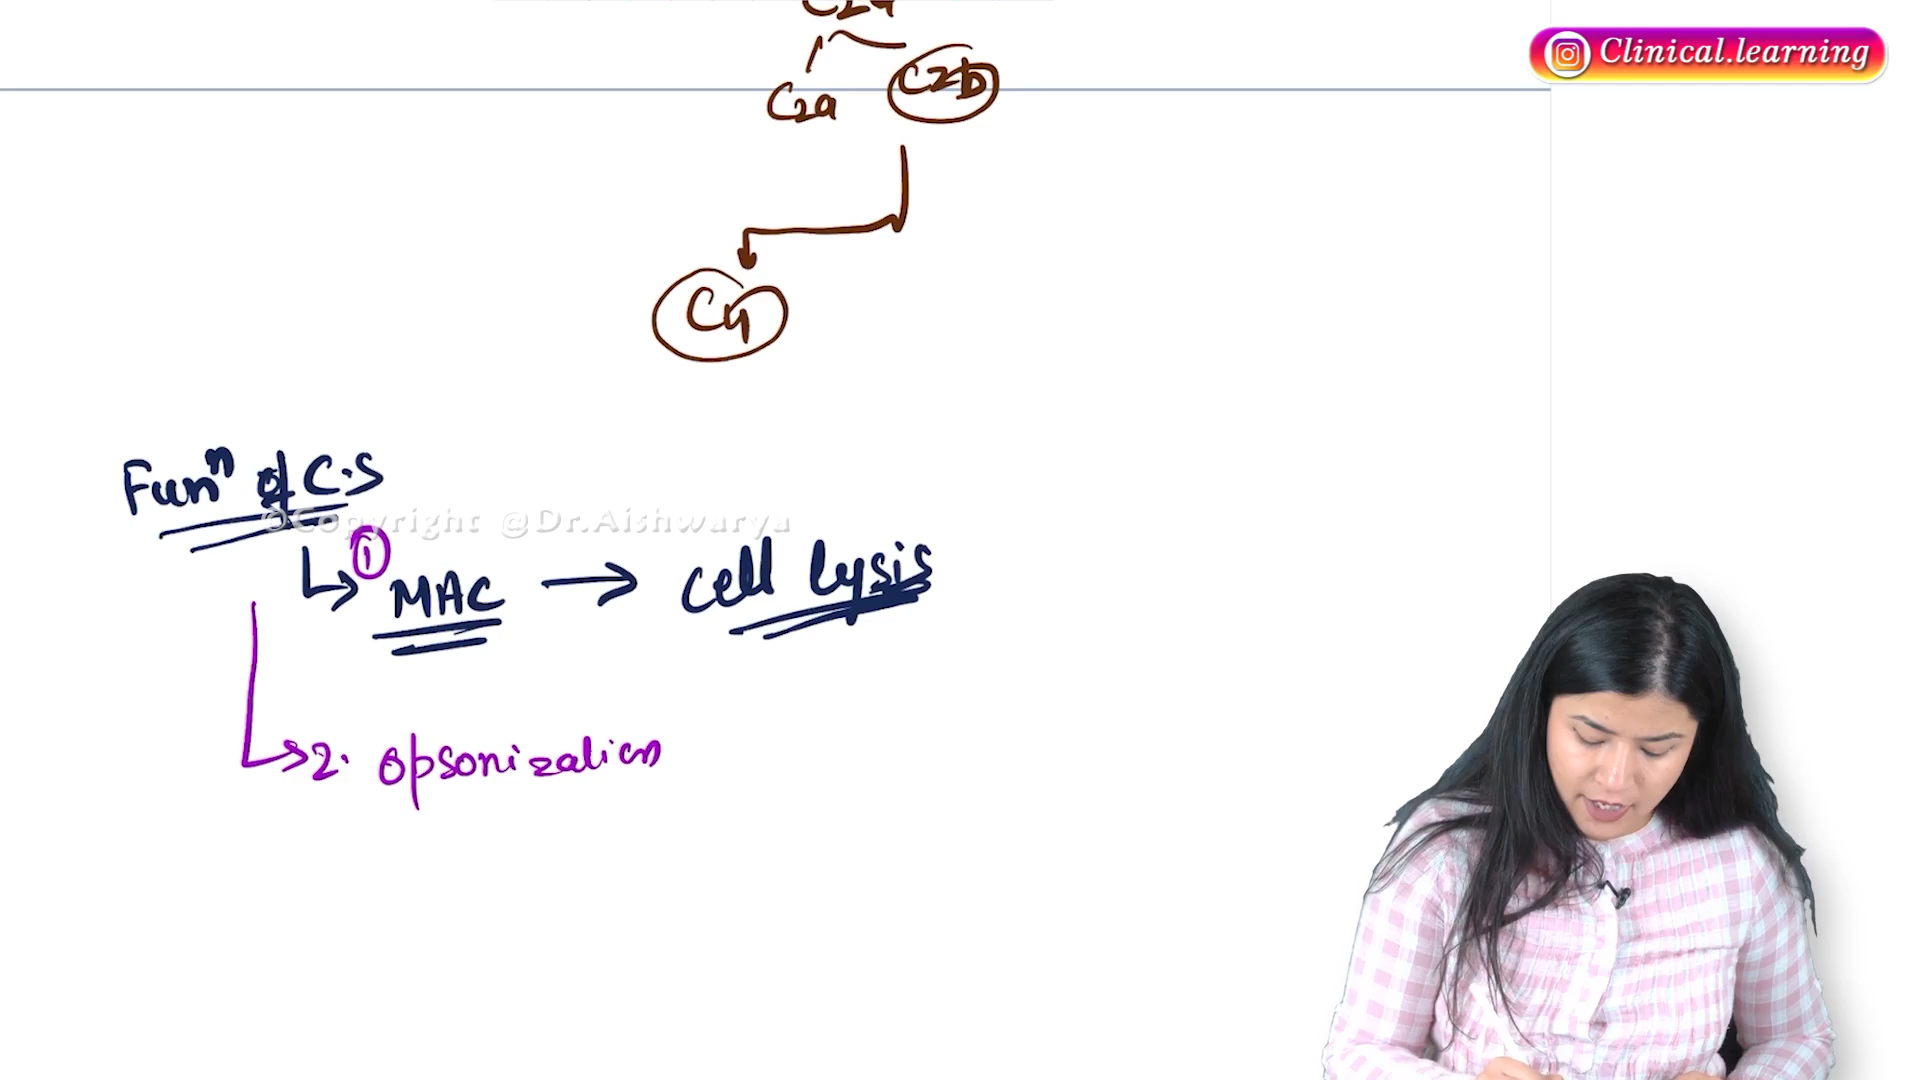 Clinical.learning
C2a
C2b
C4
Funⁿ of C.S
©Copyright @Dr.Aishwarya
① MAC → cell lysis
2. opsonization